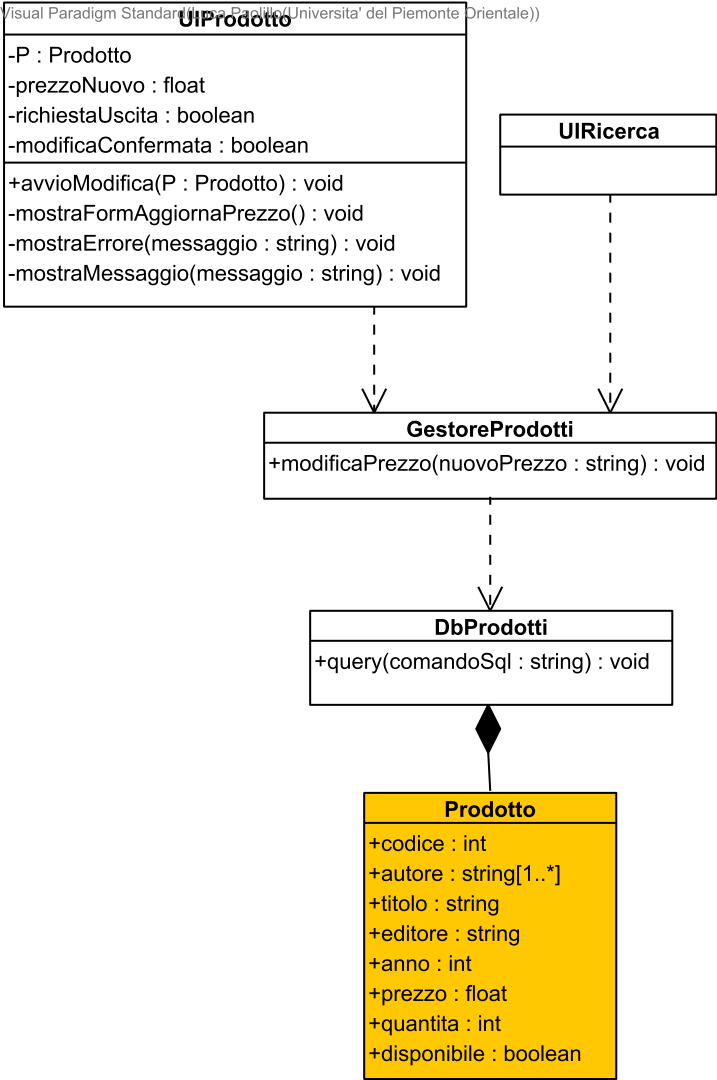 Visual Paradigm Standard(Luca Paolillo(Universita' del Piemonte Orientale))
UIProdotto
-P : Prodotto
-prezzoNuovo : float
-richiestaUscita : boolean
-modificaConfermata : boolean
+avvioModifica(P : Prodotto) : void
-mostraFormAggiornaPrezzo() : void
-mostraErrore(messaggio : string) : void
-mostraMessaggio(messaggio : string) : void
UIRicerca
GestoreProdotti
+modificaPrezzo(nuovoPrezzo : string) : void
DbProdotti
+query(comandoSql : string) : void
Prodotto
+codice : int
+autore : string[1..*]
+titolo : string
+editore : string
+anno : int
+prezzo : float
+quantita : int
+disponibile : boolean